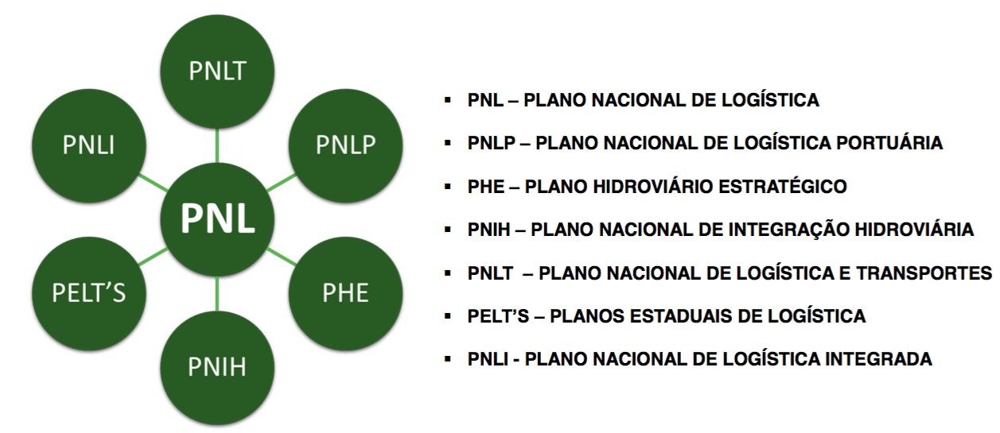 PNLT
PNLI
PNLP
PNL
PELT'S
PHE
PNIH
▪ PNL – PLANO NACIONAL DE LOGÍSTICA
▪ PNLP – PLANO NACIONAL DE LOGÍSTICA PORTUÁRIA
▪ PHE – PLANO HIDROVIÁRIO ESTRATÉGICO
▪ PNIH – PLANO NACIONAL DE INTEGRAÇÃO HIDROVIÁRIA
▪ PNLT – PLANO NACIONAL DE LOGÍSTICA E TRANSPORTES
▪ PELT'S – PLANOS ESTADUAIS DE LOGÍSTICA
▪ PNLI - PLANO NACIONAL DE LOGÍSTICA INTEGRADA